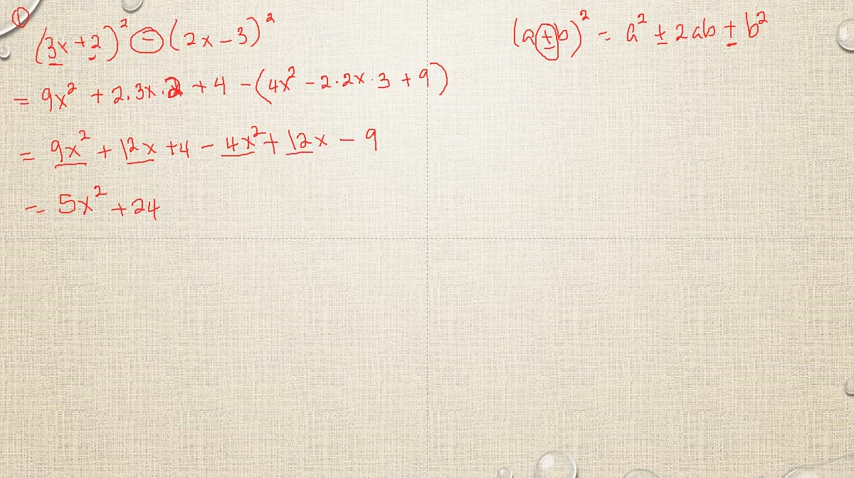 ① (3x+2)² − (2x−3)²
= 9x² + 2.3x.2 + 4 − (4x² − 2.2x.3 + 9)
= 9x² + 12x + 4 − 4x² + 12x − 9
= 5x² + 24
(a ± b)² = a² ± 2ab ± b²